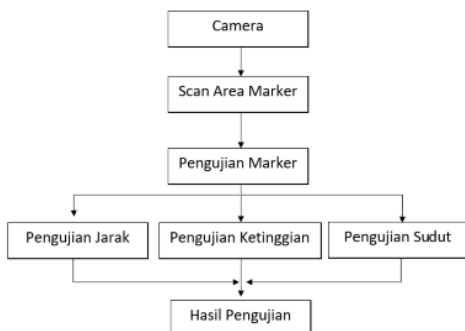 Camera
Scan Area Marker
Pengujian Marker
Pengujian Jarak
Pengujian Ketinggian
Pengujian Sudut
Hasil Pengujian